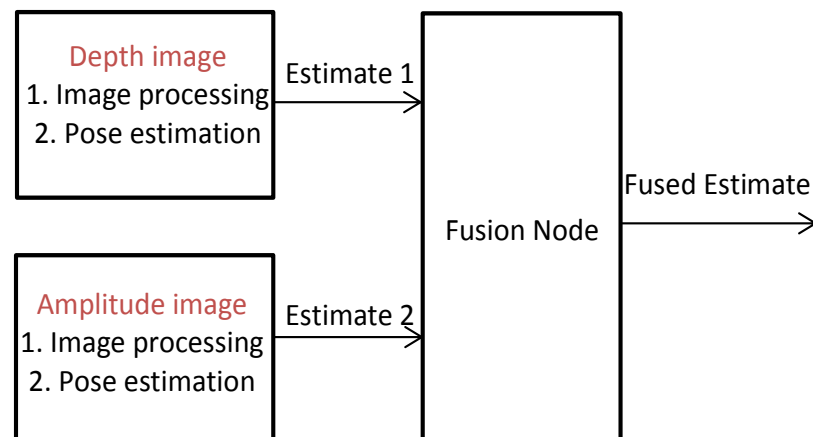 Depth image
1. Image processing
2. Pose estimation
Estimate 1
Fusion Node
Fused Estimate
Amplitude image
1. Image processing
2. Pose estimation
Estimate 2